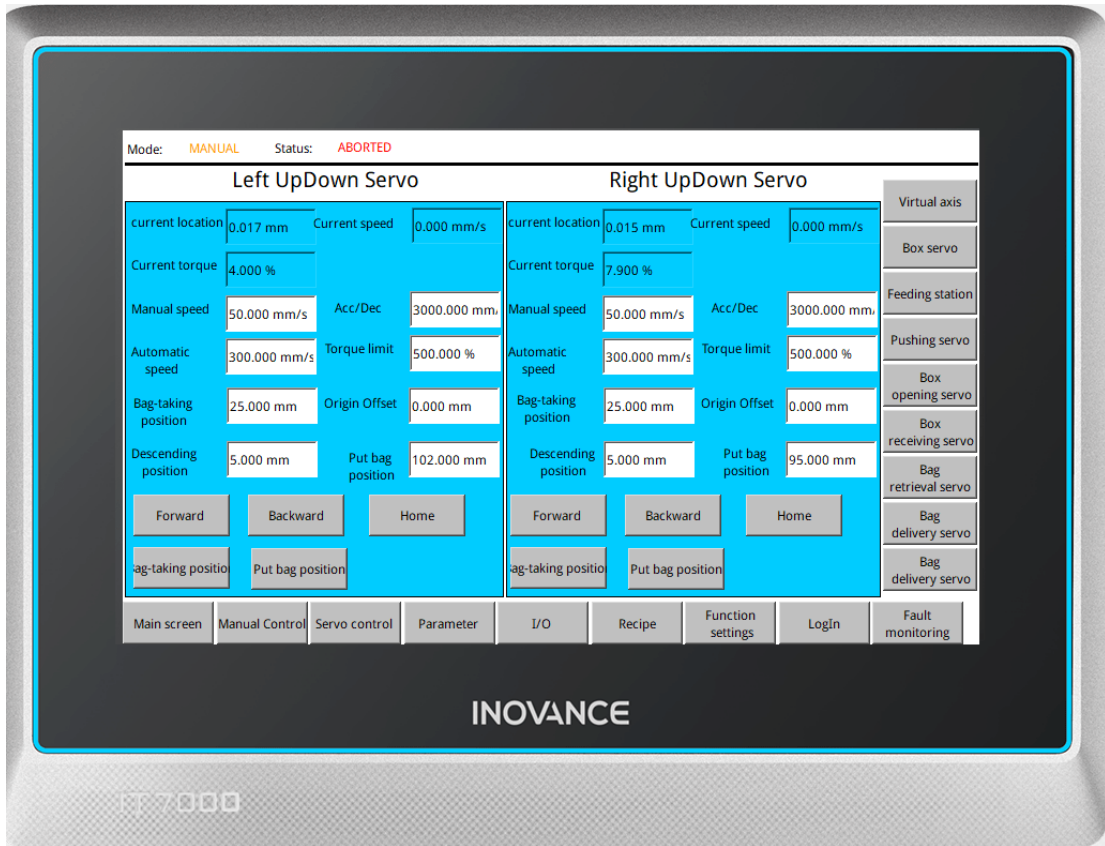 Mode: MANUAL Status: ABORTED
Left UpDown Servo
current location 0.017 mm Current speed 0.000 mm/s
Current torque 4.000 %
Manual speed 50.000 mm/s Acc/Dec 3000.000 mm/
Automatic speed 300.000 mm/s Torque limit 500.000 %
Bag-taking position 25.000 mm Origin Offset 0.000 mm
Descending position 5.000 mm Put bag position 102.000 mm
Forward Backward Home
ag-taking positio Put bag position
Right UpDown Servo
current location 0.015 mm Current speed 0.000 mm/s
Current torque 7.900 %
Manual speed 50.000 mm/s Acc/Dec 3000.000 mm/
Automatic speed 300.000 mm/s Torque limit 500.000 %
Bag-taking position 25.000 mm Origin Offset 0.000 mm
Descending position 5.000 mm Put bag position 95.000 mm
Forward Backward Home
ag-taking positio Put bag position
Virtual axis
Box servo
Feeding station
Pushing servo
Box
opening servo
Box
receiving servo
Bag
retrieval servo
Bag
delivery servo
Bag
delivery servo
Main screen Manual Control Servo control Parameter I/O Recipe Function settings LogIn Fault monitoring
INOVANCE
IT 7000